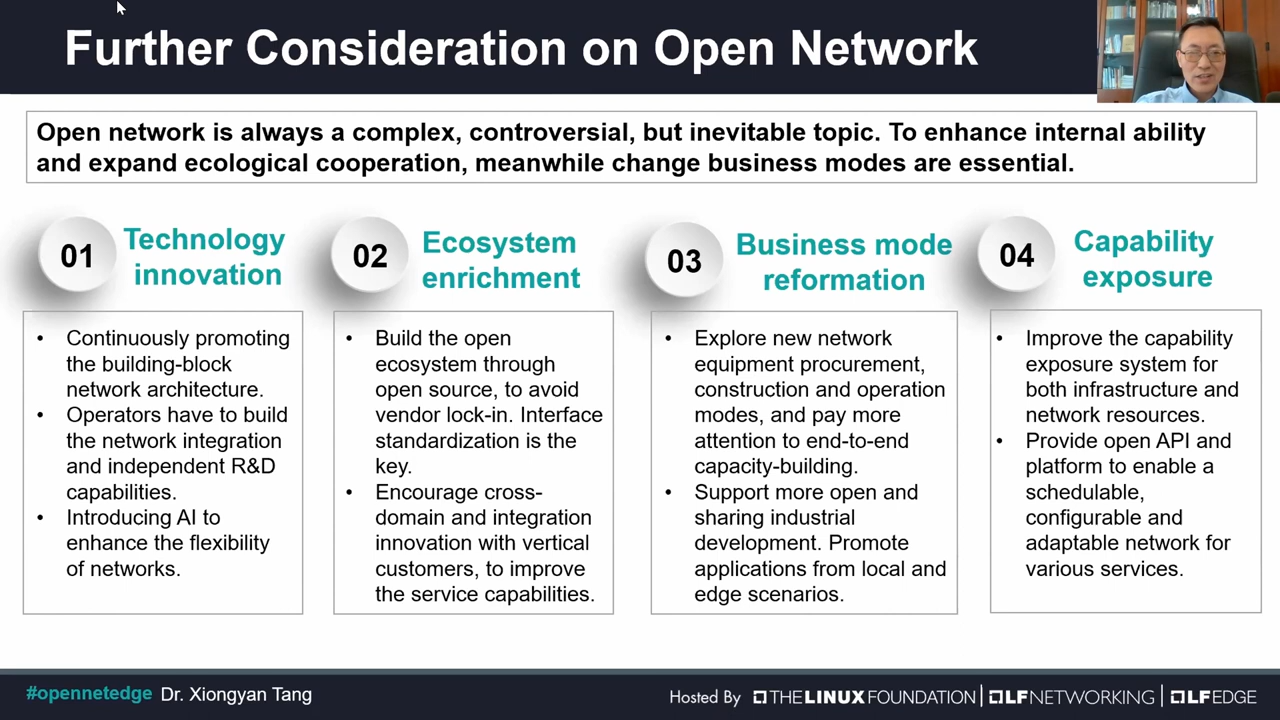 Further Consideration on Open Network
Open network is always a complex, controversial, but inevitable topic. To enhance internal ability
and expand ecological cooperation, meanwhile change business modes are essential.
01
Technology
innovation
• Continuously promoting
the building-block
network architecture.
• Operators have to build
the network integration
and independent R&D
capabilities.
• Introducing AI to
enhance the flexibility
of networks.
02
Ecosystem
enrichment
• Build the open
ecosystem through
open source, to avoid
vendor lock-in. Interface
standardization is the
key.
• Encourage cross-
domain and integration
innovation with vertical
customers, to improve
the service capabilities.
03
Business mode
reformation
• Explore new network
equipment procurement,
construction and operation
modes, and pay more
attention to end-to-end
capacity-building.
• Support more open and
sharing industrial
development. Promote
applications from local and
edge scenarios.
04
Capability
exposure
• Improve the capability
exposure system for
both infrastructure and
network resources.
• Provide open API and
platform to enable a
schedulable,
configurable and
adaptable network for
various services.
#opennetedge Dr. Xiongyan Tang
Hosted By THE LINUX FOUNDATION | LF NETWORKING | LF EDGE